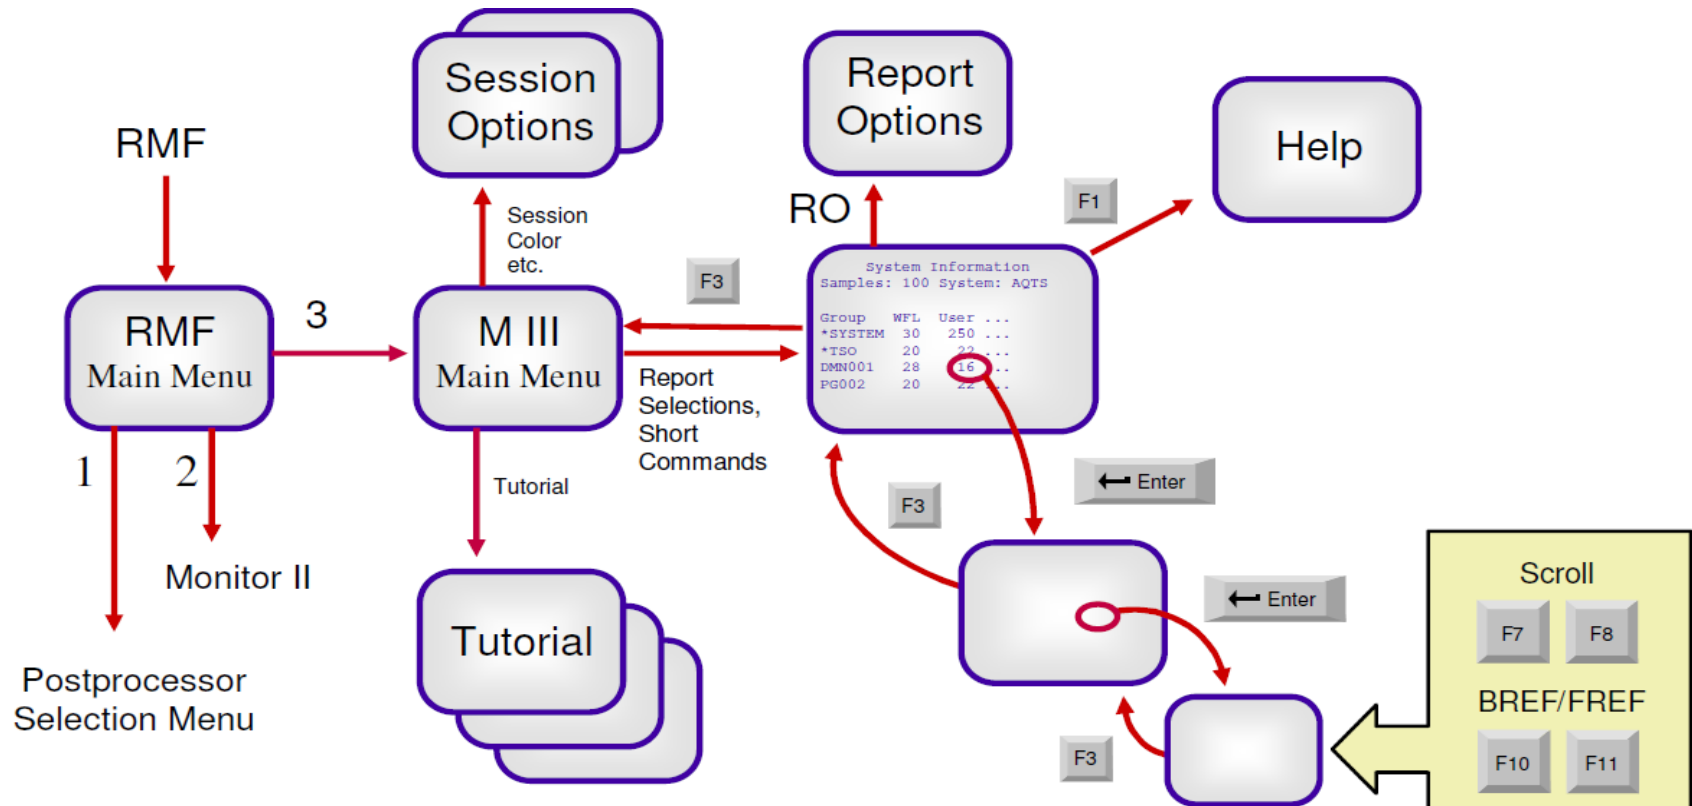 RMF
RMF
Main Menu
1
2
Monitor II
Postprocessor
Selection Menu
3
Session
Options
Session
Color
etc.
M III
Main Menu
Tutorial
Tutorial
F3
Report
Selections,
Short
Commands
Report
Options
RO
F1
Help
System Information
Samples: 100 System: AQTS
Group WFL User ...
*SYSTEM 30 250 ...
*TSO 20 22 ...
DMN001 28 16 ...
PG002 20 22 ...
Enter
F3
Enter
F3
Scroll
F7 F8
BREF/FREF
F10 F11